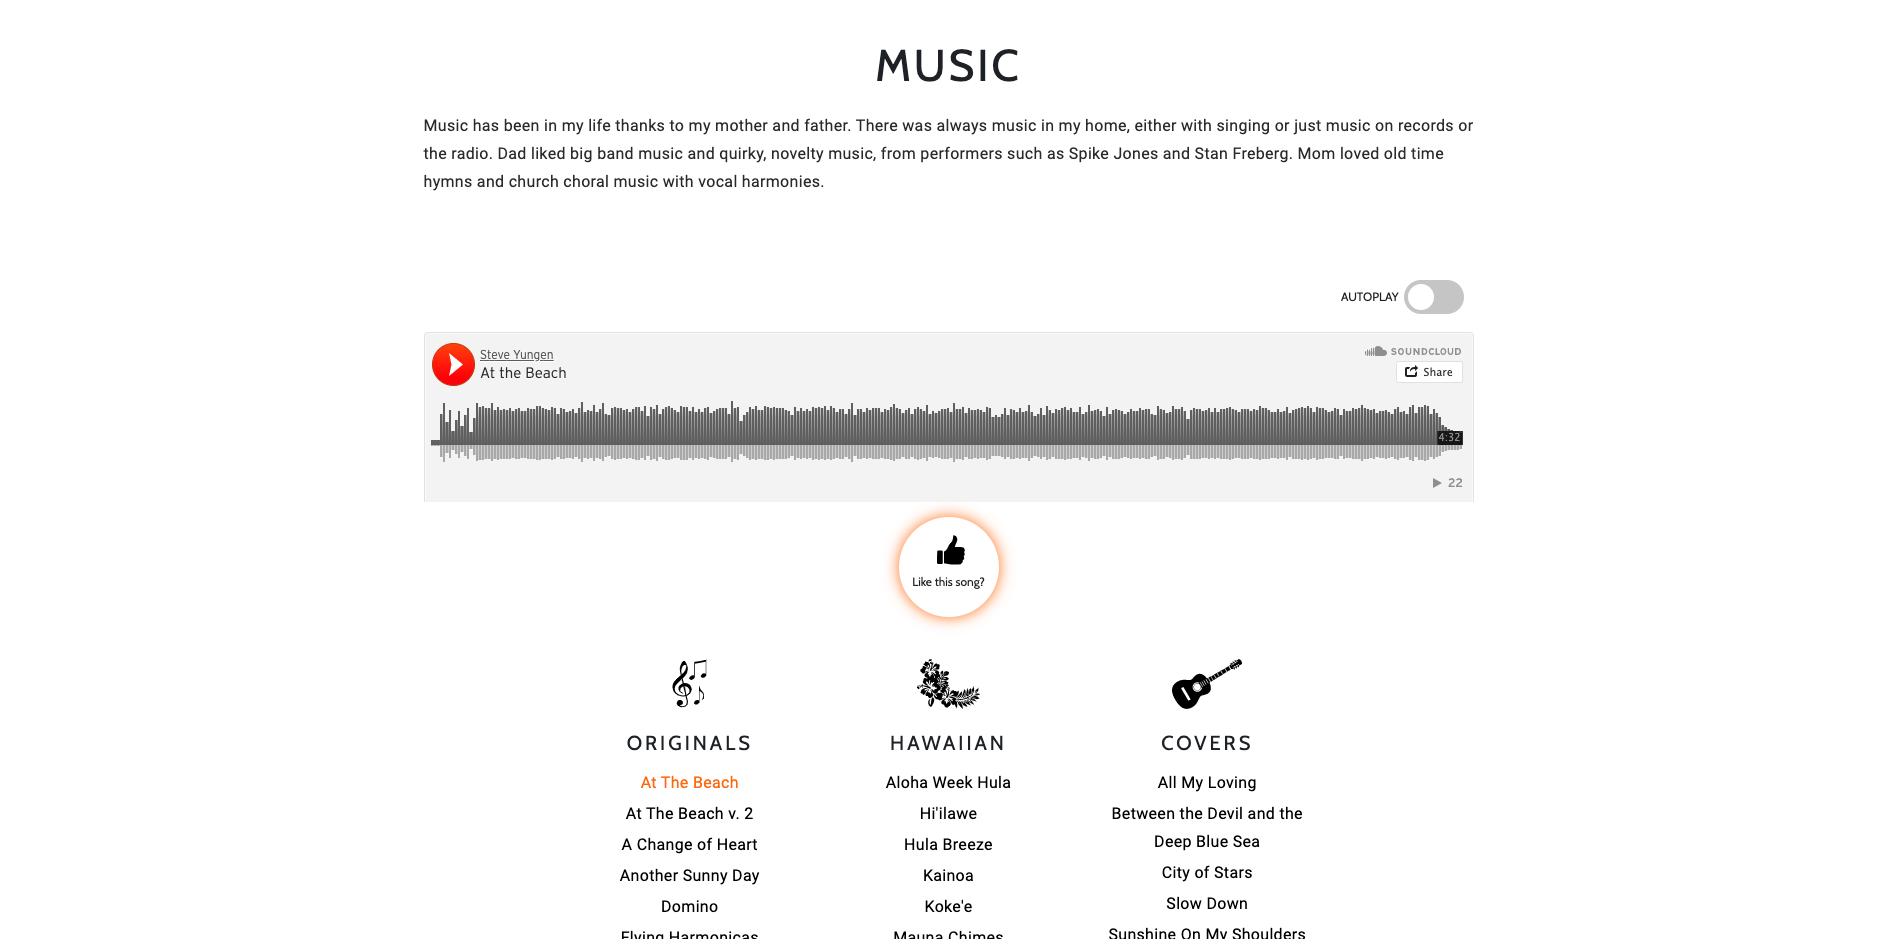 MUSIC
Music has been in my life thanks to my mother and father. There was always music in my home, either with singing or just music on records or
the radio. Dad liked big band music and quirky, novelty music, from performers such as Spike Jones and Stan Freberg. Mom loved old time
hymns and church choral music with vocal harmonies.
AUTOPLAY
Steve Yungen
At the Beach
SOUNDCLOUD
Share
4:32
22
Like this song?
ORIGINALS
At The Beach
At The Beach v. 2
A Change of Heart
Another Sunny Day
Domino
Flying Harmonicas
HAWAIIAN
Aloha Week Hula
Hi'ilawe
Hula Breeze
Kainoa
Koke'e
Mauna Chimes
COVERS
All My Loving
Between the Devil and the
Deep Blue Sea
City of Stars
Slow Down
Sunshine On My Shoulders